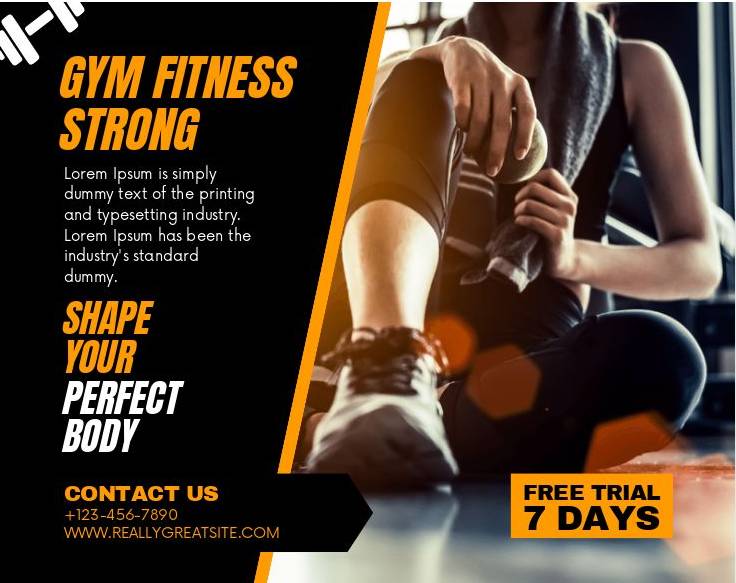 GYM FITNESS
STRONG
Lorem Ipsum is simply
dummy text of the printing
and typesetting industry.
Lorem Ipsum has been the
industry's standard
dummy.
SHAPE
YOUR
PERFECT
BODY
CONTACT US
+123-456-7890
WWW.REALLYGREATSITE.COM
FREE TRIAL
7 DAYS